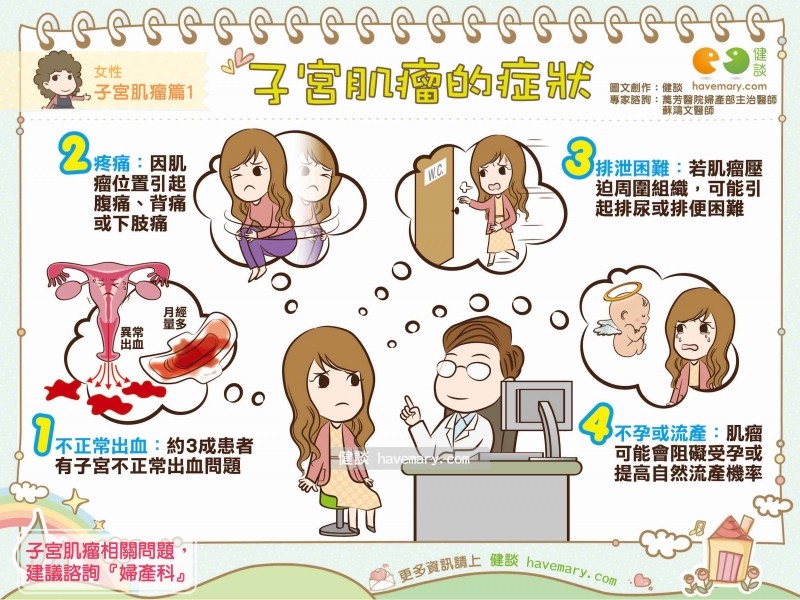 女性
子宮肌瘤篇1
子宮肌瘤的症狀
健談
havemary.com
圖文創作：健談
專家諮詢：萬芳醫院婦產部主治醫師
蘇鴻文醫師
2 疼痛：因肌
瘤位置引起
腹痛、背痛
或下肢痛
W.C.
3 排泄困難：若肌瘤壓
迫周圍組織，可能引
起排尿或排便困難
異常
出血
月經
量多
1 不正常出血：約3成患者
有子宮不正常出血問題
健談 havemary.com
4 不孕或流產：肌瘤
可能會阻礙受孕或
提高自然流產機率
子宮肌瘤相關問題，
建議諮詢『婦產科』
更多資訊請上 健談 havemary.com